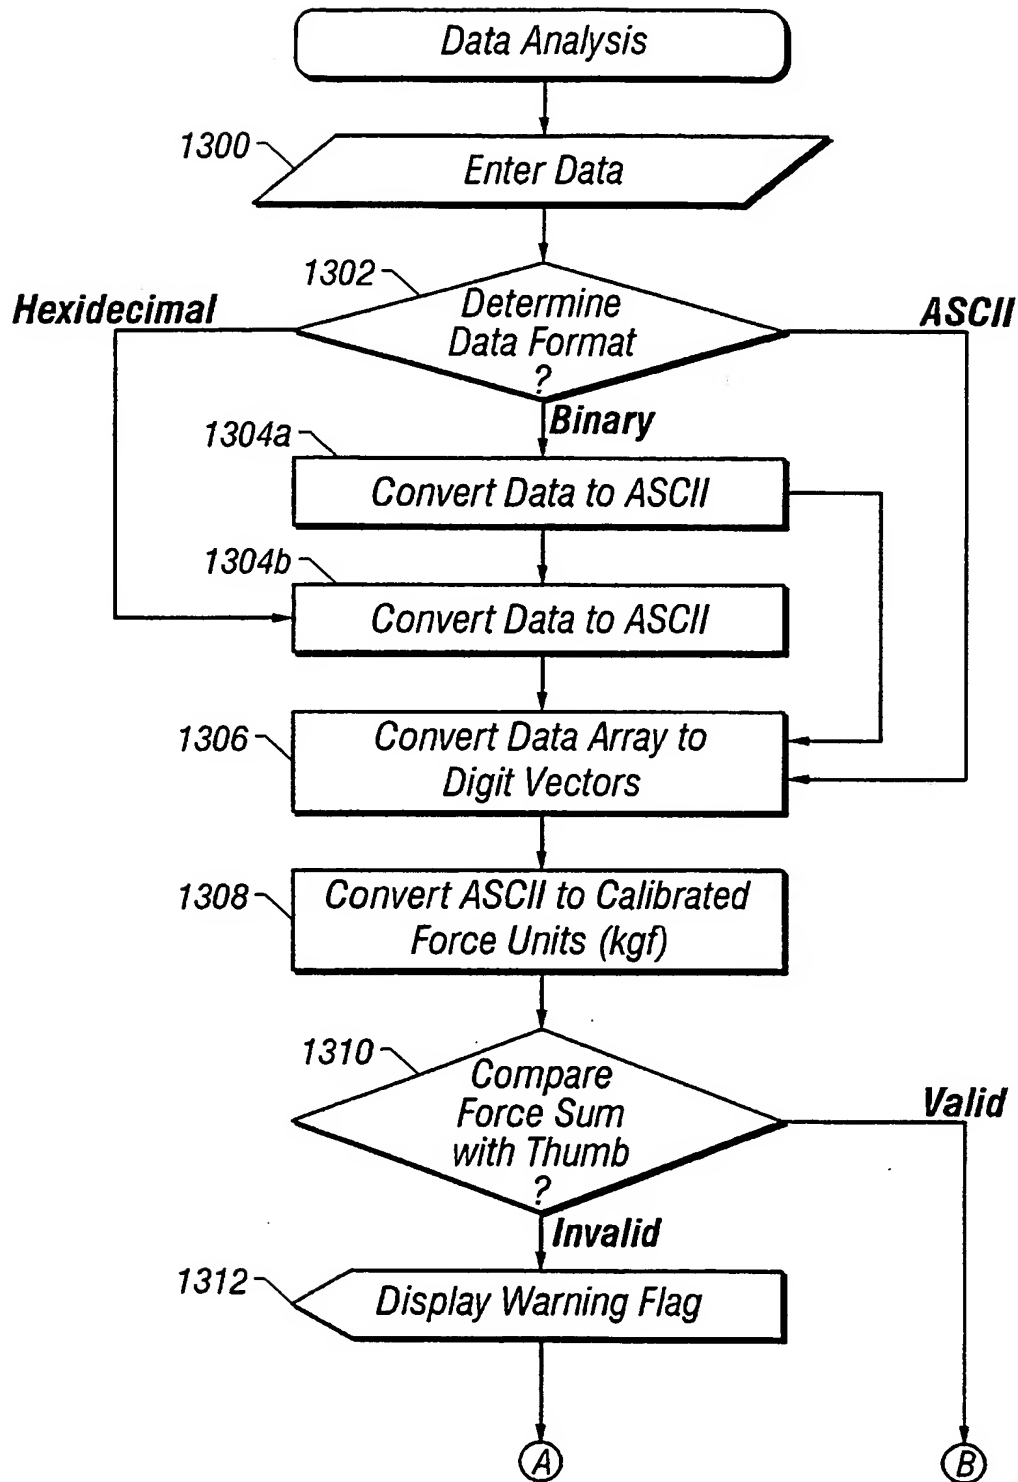 Data Analysis
1300
Enter Data
1302
Hexidecimal
Determine
Data Format
?
ASCII
Binary
1304a
Convert Data to ASCII
1304b
Convert Data to ASCII
1306
Convert Data Array to
Digit Vectors
1308
Convert ASCII to Calibrated
Force Units (kgf)
1310
Compare
Force Sum
with Thumb
?
Valid
Invalid
1312
Display Warning Flag
A
B